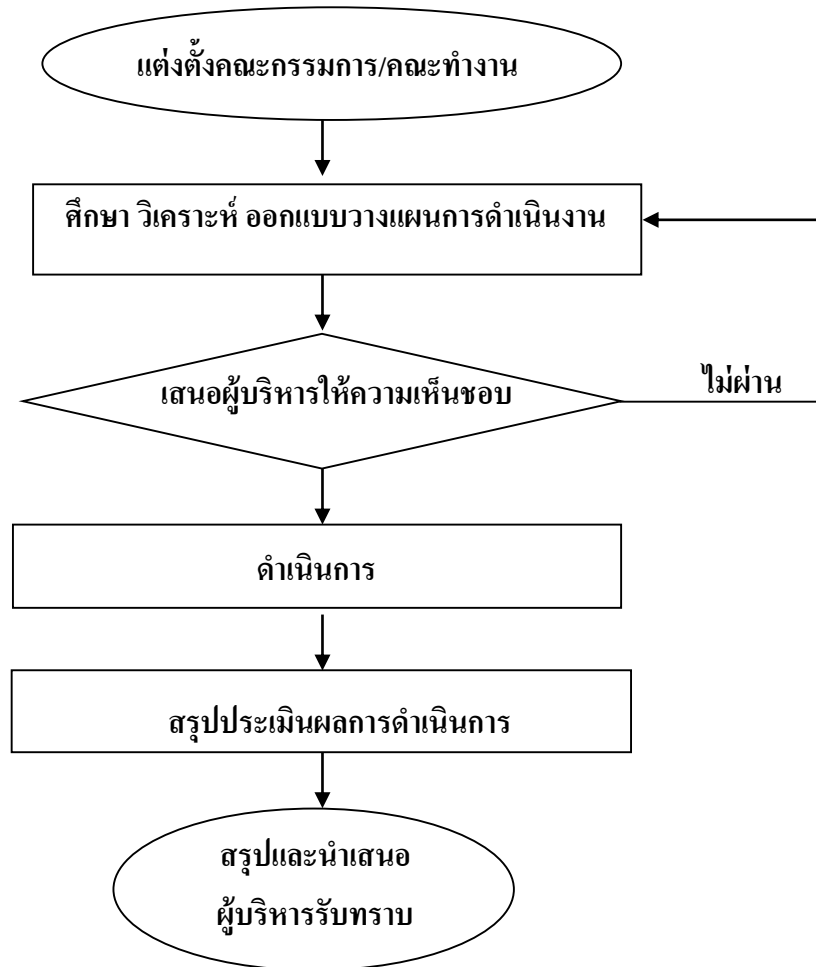 แต่งตั้งคณะกรรมการ/คณะทำงาน
ศึกษา วิเคราะห์ ออกแบบวางแผนการดำเนินงาน
เสนอผู้บริหารให้ความเห็นชอบ
ไม่ผ่าน
ดำเนินการ
สรุปประเมินผลการดำเนินการ
สรุปและนำเสนอ
ผู้บริหารรับทราบ